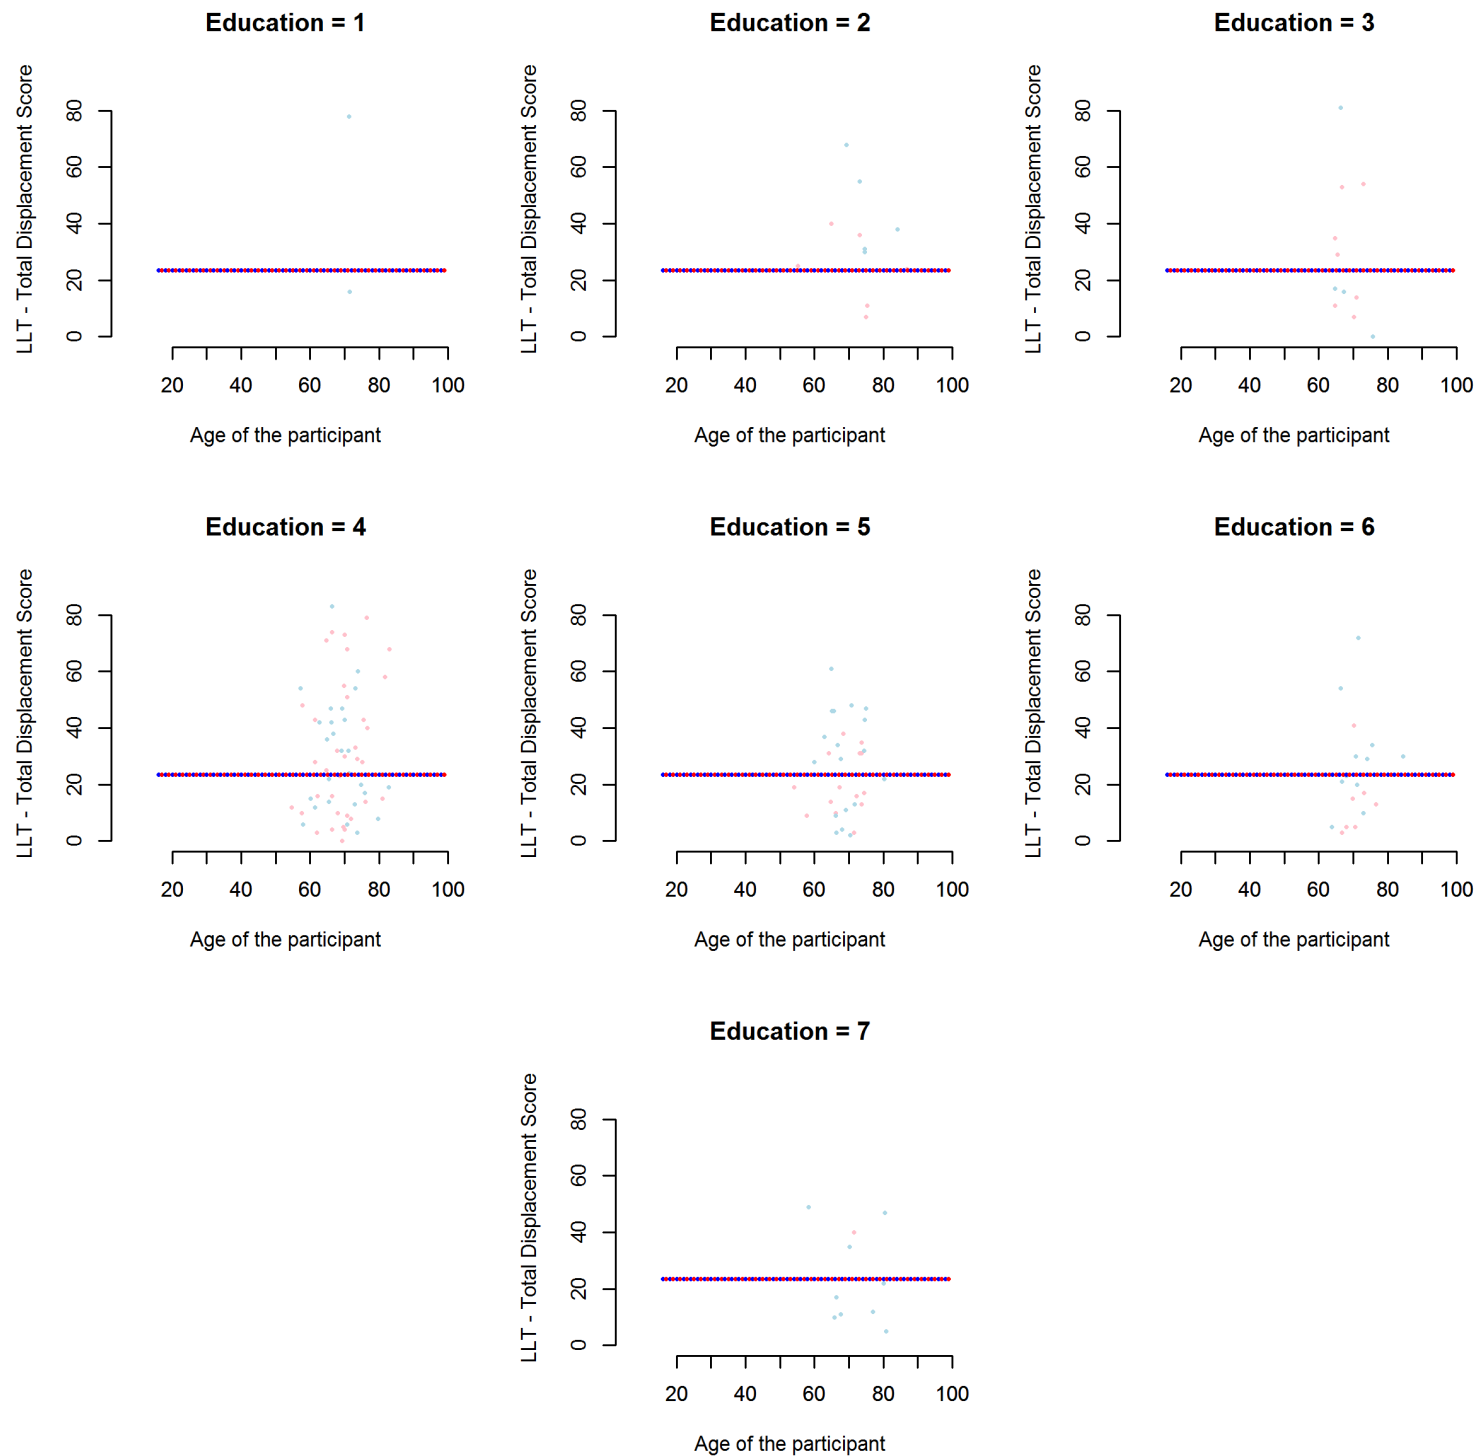 Education = 1
LLT - Total Displacement Score
0 20 40 60 80
20 40 60 80 100
Age of the participant
Education = 2
LLT - Total Displacement Score
0 20 40 60 80
20 40 60 80 100
Age of the participant
Education = 3
LLT - Total Displacement Score
0 20 40 60 80
20 40 60 80 100
Age of the participant
Education = 4
LLT - Total Displacement Score
0 20 40 60 80
20 40 60 80 100
Age of the participant
Education = 5
LLT - Total Displacement Score
0 20 40 60 80
20 40 60 80 100
Age of the participant
Education = 6
LLT - Total Displacement Score
0 20 40 60 80
20 40 60 80 100
Age of the participant
Education = 7
LLT - Total Displacement Score
0 20 40 60 80
20 40 60 80 100
Age of the participant